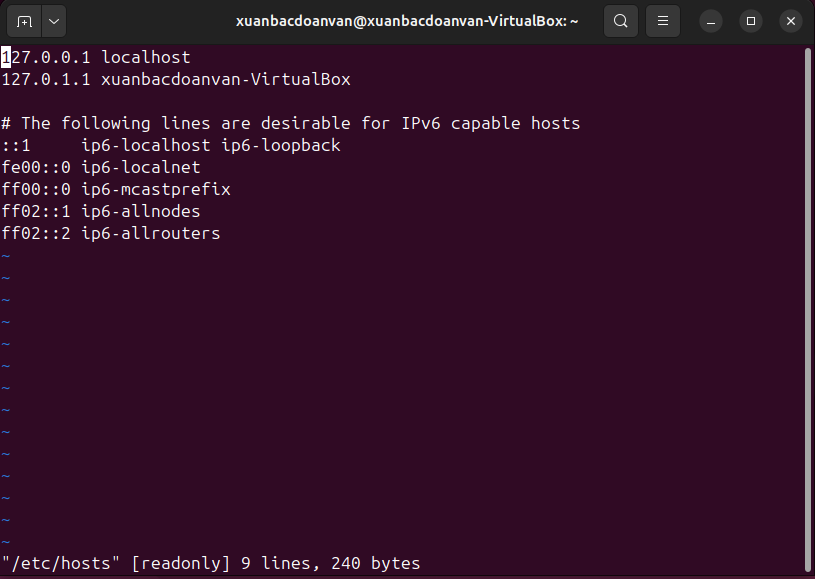 xuanbacdoanvan@xuanbacdoanvan-VirtualBox: ~
127.0.0.1 localhost
127.0.1.1 xuanbacdoanvan-VirtualBox

# The following lines are desirable for IPv6 capable hosts
::1     ip6-localhost ip6-loopback
fe00::0 ip6-localnet
ff00::0 ip6-mcastprefix
ff02::1 ip6-allnodes
ff02::2 ip6-allrouters
~
~
~
~
~
~
~
~
~
~
~
~
~
~
"/etc/hosts" [readonly] 9 lines, 240 bytes